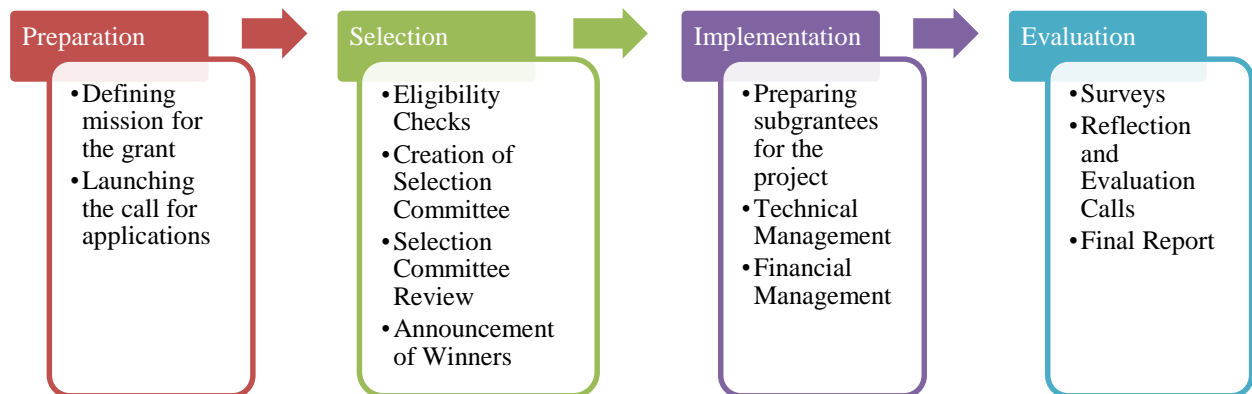 Preparation
•Defining
mission for
the grant
•Launching
the call for
applications
Selection
•Eligibility
Checks
•Creation of
Selection
Committee
•Selection
Committee
Review
•Announcement
of Winners
Implementation
•Preparing
subgrantees
for the
project
•Technical
Management
•Financial
Management
Evaluation
•Surveys
•Reflection
and
Evaluation
Calls
•Final Report